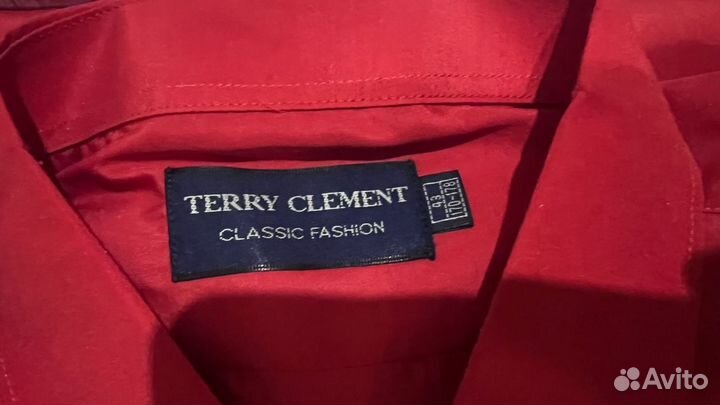 TERRY CLEMENT
CLASSIC FASHION
43
170-178
Avito